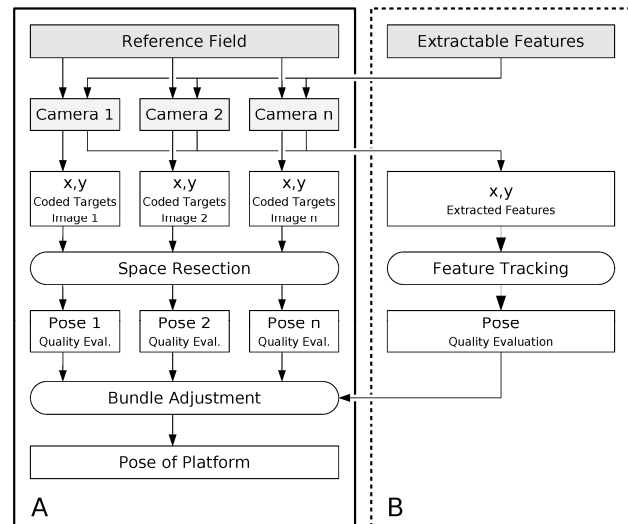 Reference Field
Extractable Features
Camera 1
Camera 2
Camera n
x,y
Coded Targets
Image 1
x,y
Coded Targets
Image 2
x,y
Coded Targets
Image n
x,y
Extracted Features
Space Resection
Feature Tracking
Pose 1
Quality Eval.
Pose 2
Quality Eval.
Pose n
Quality Eval.
Pose
Quality Evaluation
Bundle Adjustment
Pose of Platform
A
B